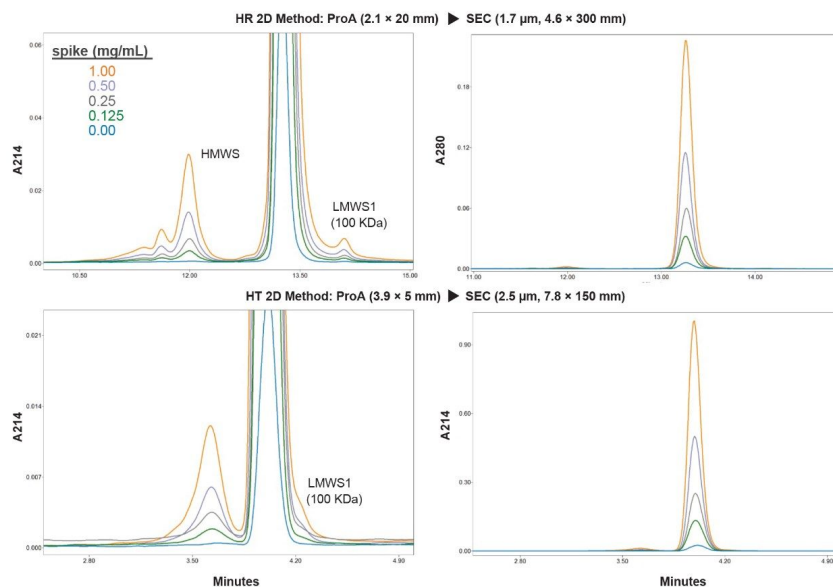 HR 2D Method: ProA (2.1 × 20 mm) ► SEC (1.7 µm, 4.6 × 300 mm)
spike (mg/mL)
1.00
0.50
0.25
0.125
0.00
HMWS
LMWS1
(100 KDa)
A214
0.06
0.04
0.02
0.00
10.50 12.00 13.50 15.00
A280
0.18
0.12
0.06
0.00
11.00 12.00 13.00 14.00
HT 2D Method: ProA (3.9 × 5 mm) ► SEC (2.5 µm, 7.8 × 150 mm)
A214
0.021
0.014
0.007
0.000
LMWS1
(100 KDa)
2.80 3.50 4.20 4.90
Minutes
A214
0.90
0.60
0.30
0.00
2.80 3.50 4.20 4.90
Minutes